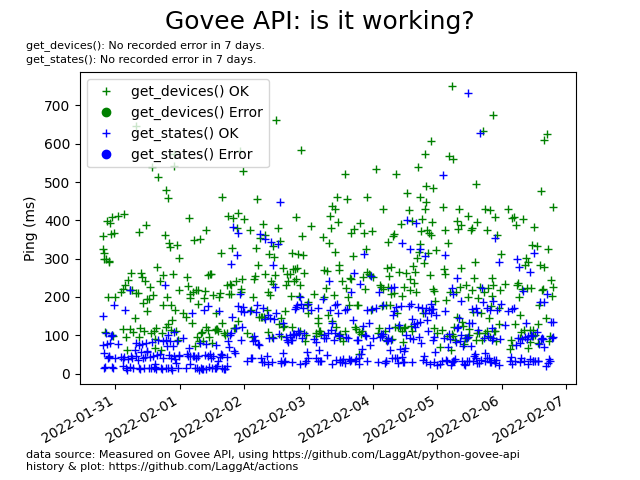 Govee API: is it working?
get_devices(): No recorded error in 7 days.
get_states(): No recorded error in 7 days.
get_devices() OK
get_devices() Error
get_states() OK
get_states() Error
Ping (ms)
700
600
500
400
300
200
100
0
2022-01-31
2022-02-01
2022-02-02
2022-02-03
2022-02-04
2022-02-05
2022-02-06
2022-02-07
data source: Measured on Govee API, using https://github.com/LaggAt/python-govee-api
history & plot: https://github.com/LaggAt/actions